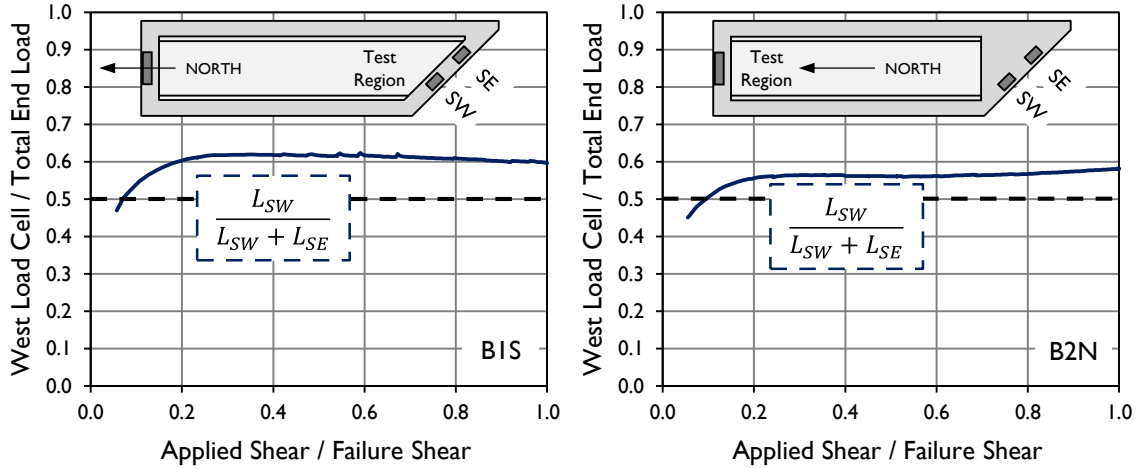 West Load Cell / Total End Load
1.0
0.9
0.8
0.7
0.6
0.5
0.4
0.3
0.2
0.1
0.0
NORTH
Test
Region
SE
SW
L_SW
L_SW + L_SE
B1S
0.0 0.2 0.4 0.6 0.8 1.0
Applied Shear / Failure Shear
West Load Cell / Total End Load
1.0
0.9
0.8
0.7
0.6
0.5
0.4
0.3
0.2
0.1
0.0
Test
Region
NORTH
SE
SW
L_SW
L_SW + L_SE
B2N
0.0 0.2 0.4 0.6 0.8 1.0
Applied Shear / Failure Shear